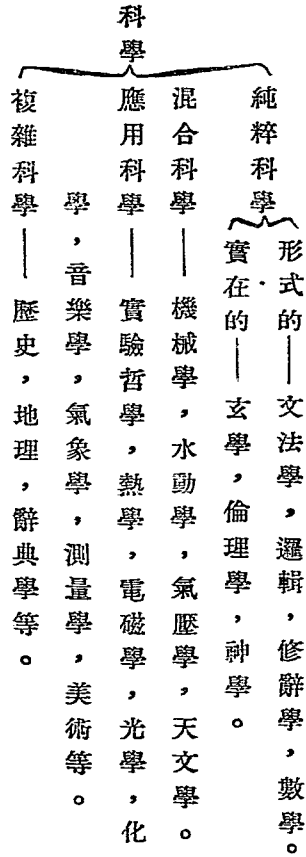 科學
純粹科學
形式的——文法學，邏輯，修辭學，數學。
實在的——玄學，倫理學，神學。
混合科學——機械學，水動學，氣壓學，天文學。
應用科學——實驗哲學，熱學，電磁學，光學，化
學，音樂學，氣象學，測量學，美術等。
複雜科學——歷史，地理，辭典學等。